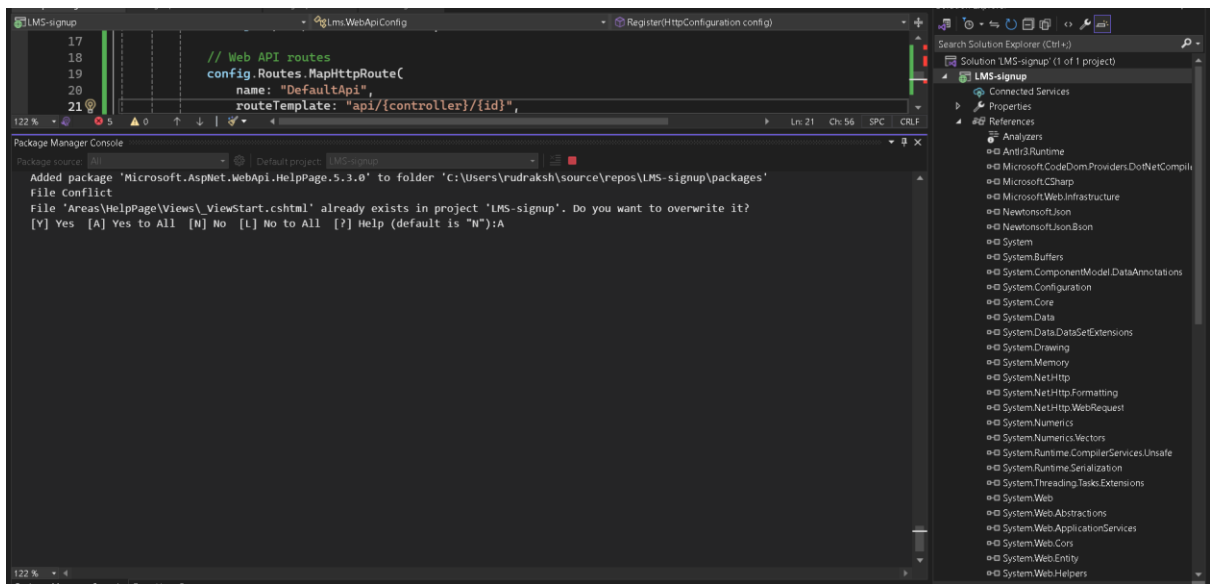 LMS-signup
Lms.WebApiConfig
Register(HttpConfiguration config)
17
18 // Web API routes
19 config.Routes.MapHttpRoute(
20 name: "DefaultApi",
21 routeTemplate: "api/{controller}/{id}",
122 % 5 0 Ln: 21 Ch: 56 SPC CRLF
Package Manager Console
Package source: All Default project: LMS-signup
Added package 'Microsoft.AspNet.WebApi.HelpPage.5.3.0' to folder 'C:\Users\rudraksh\source\repos\LMS-signup\packages'
File Conflict
File 'Areas\HelpPage\Views\_ViewStart.cshtml' already exists in project 'LMS-signup'. Do you want to overwrite it?
[Y] Yes [A] Yes to All [N] No [L] No to All [?] Help (default is "N"):A
122 %
Search Solution Explorer (Ctrl+;)
Solution 'LMS-signup' (1 of 1 project)
LMS-signup
Connected Services
Properties
References
Analyzers
Antlr3.Runtime
Microsoft.CodeDom.Providers.DotNetCompile
Microsoft.CSharp
Microsoft.Web.Infrastructure
Newtonsoft.Json
Newtonsoft.Json.Bson
System
System.Buffers
System.ComponentModel.DataAnnotations
System.Configuration
System.Core
System.Data
System.Data.DataSetExtensions
System.Drawing
System.Memory
System.Net.Http
System.Net.Http.Formatting
System.Net.Http.WebRequest
System.Numerics
System.Numerics.Vectors
System.Runtime.CompilerServices.Unsafe
System.Runtime.Serialization
System.Threading.Tasks.Extensions
System.Web
System.Web.Abstractions
System.Web.ApplicationServices
System.Web.Cors
System.Web.Entity
System.Web.Helpers